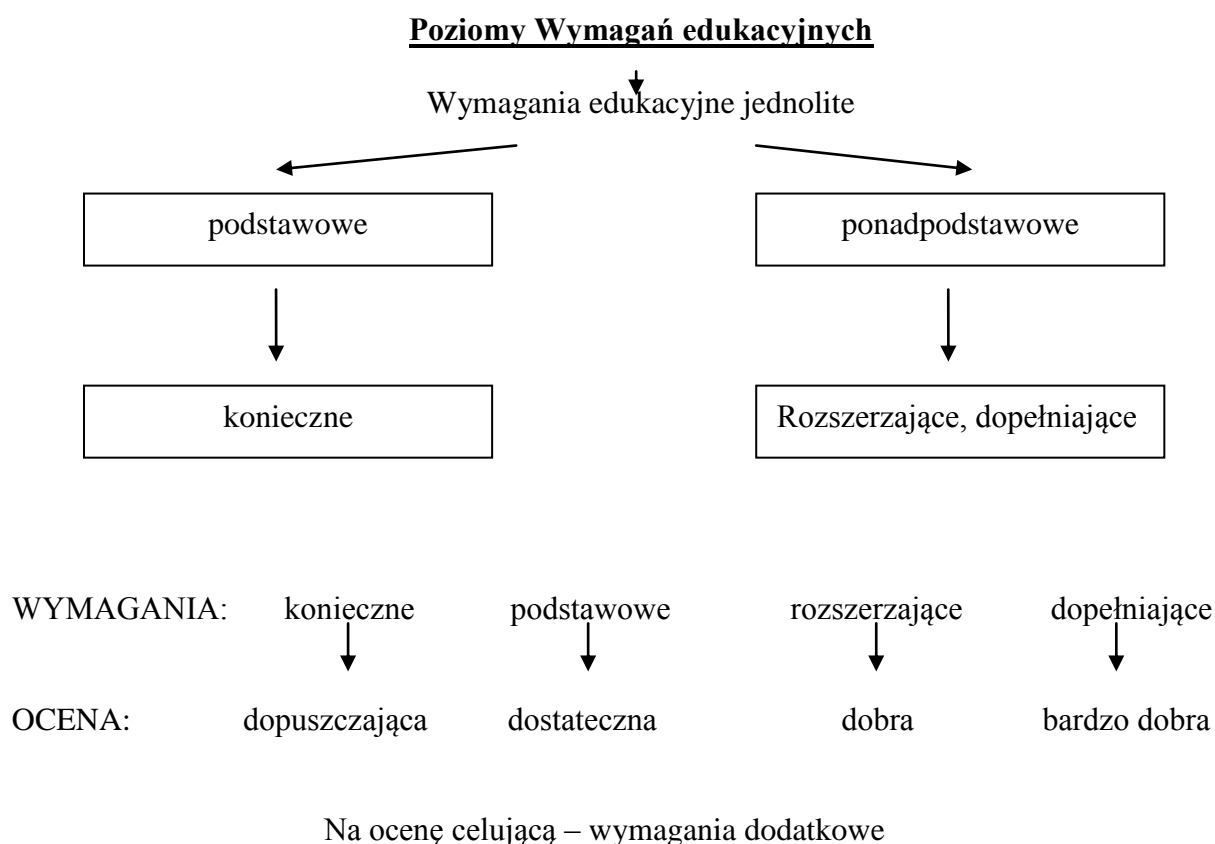 Poziomy Wymagań edukacyjnych
Wymagania edukacyjne jednolite
podstawowe ponadpodstawowe
konieczne Rozszerzające, dopełniające
WYMAGANIA: konieczne podstawowe rozszerzające dopełniające
OCENA: dopuszczająca dostateczna dobra bardzo dobra
Na ocenę celującą – wymagania dodatkowe